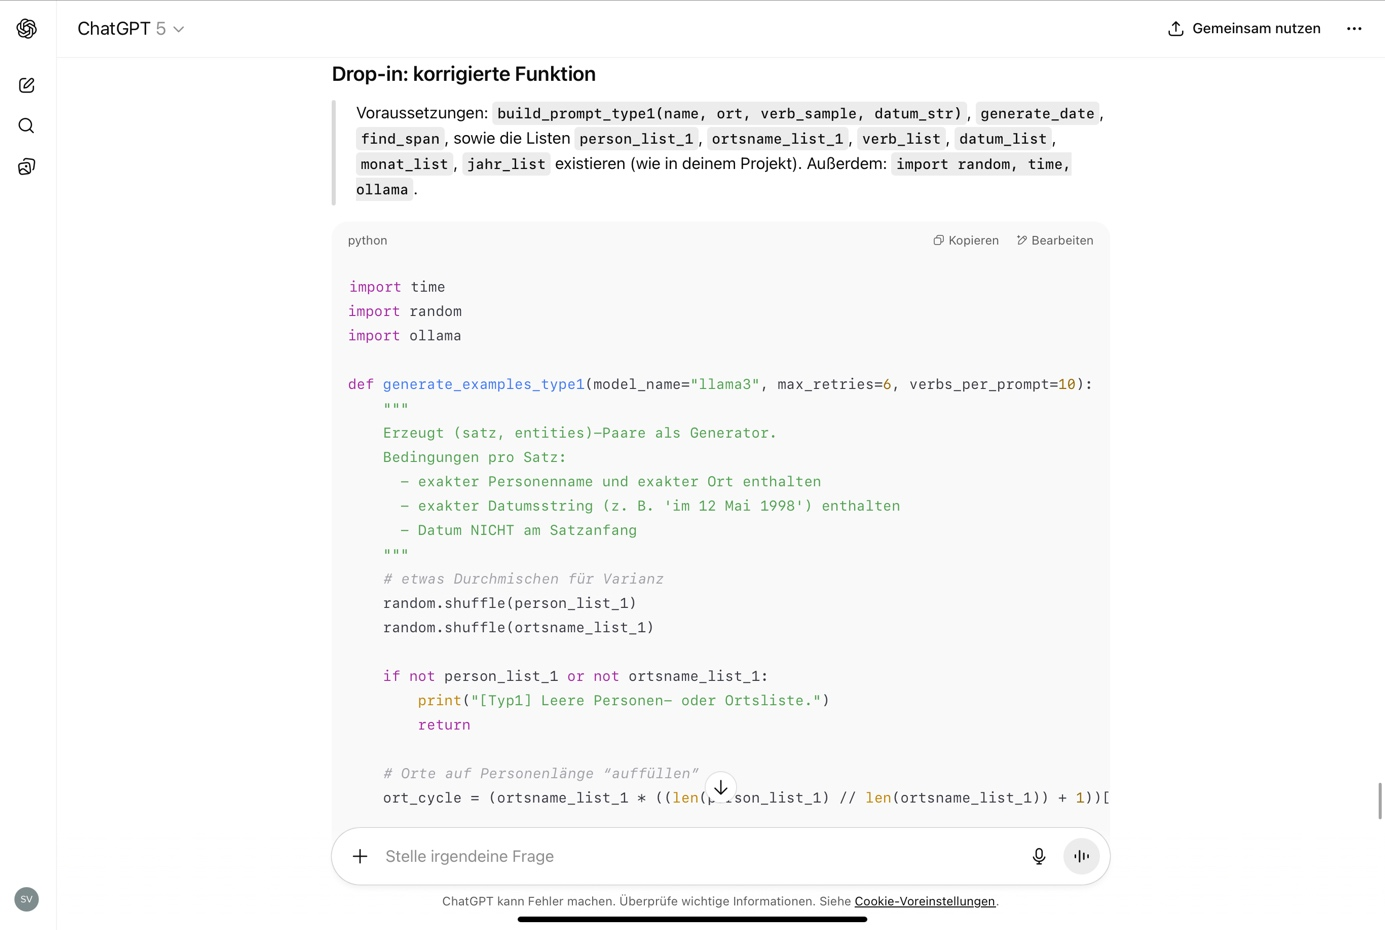 ChatGPT 5
Gemeinsam nutzen
Drop-in: korrigierte Funktion
Voraussetzungen: build_prompt_type1(name, ort, verb_sample, datum_str), generate_date,
find_span, sowie die Listen person_list_1, ortsname_list_1, verb_list, datum_list,
monat_list, jahr_list existieren (wie in deinem Projekt). Außerdem: import random, time,
ollama.
python
Kopieren
Bearbeiten
import time
import random
import ollama
def generate_examples_type1(model_name="llama3", max_retries=6, verbs_per_prompt=10):
"""
Erzeugt (satz, entities)-Paare als Generator.
Bedingungen pro Satz:
- exakter Personenname und exakter Ort enthalten
- exakter Datumsstring (z. B. 'im 12 Mai 1998') enthalten
- Datum NICHT am Satzanfang
"""
# etwas Durchmischen für Varianz
random.shuffle(person_list_1)
random.shuffle(ortsname_list_1)
if not person_list_1 or not ortsname_list_1:
print("[Typ1] Leere Personen- oder Ortsliste.")
return
# Orte auf Personenlänge “auffüllen”
ort_cycle = (ortsname_list_1 * ((len(person_list_1) // len(ortsname_list_1)) + 1))[
Stelle irgendeine Frage
SV
ChatGPT kann Fehler machen. Überprüfe wichtige Informationen. Siehe Cookie-Voreinstellungen.